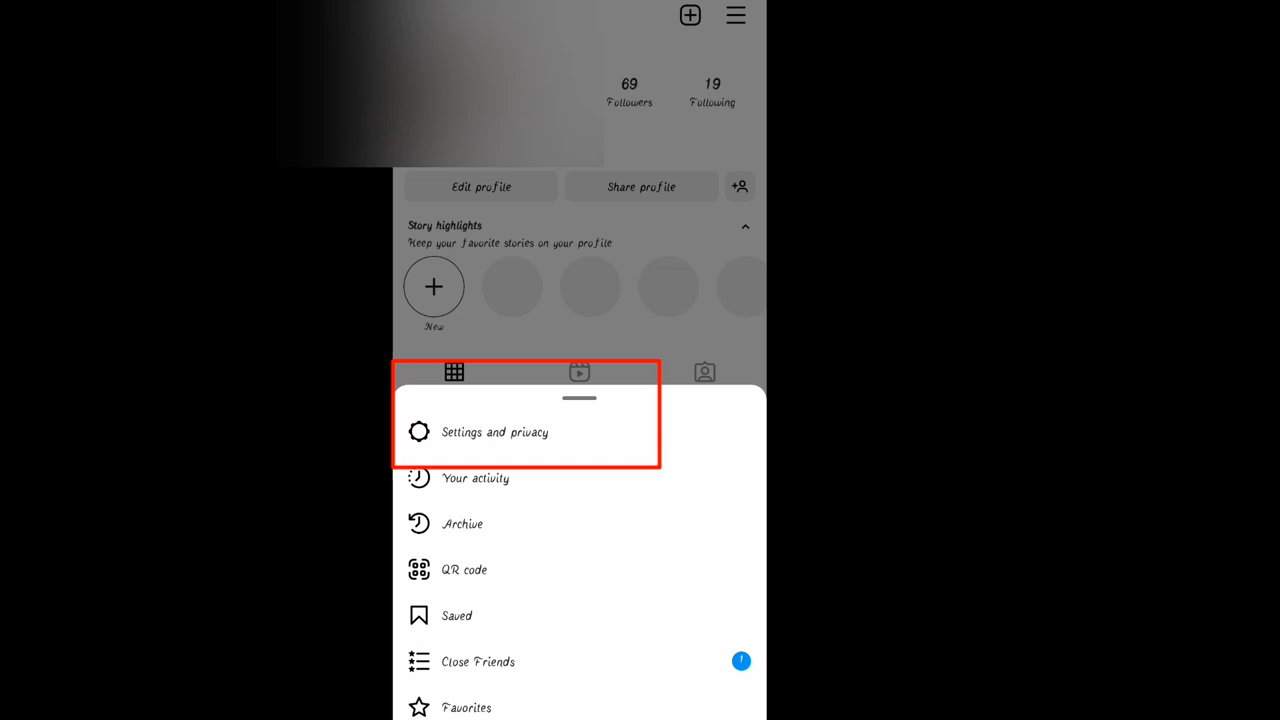 69
19
Followers
Following
Edit profile
Share profile
Story highlights
Keep your favorite stories on your profile
New
Settings and privacy
Your activity
Archive
QR code
Saved
Close Friends
Favorites